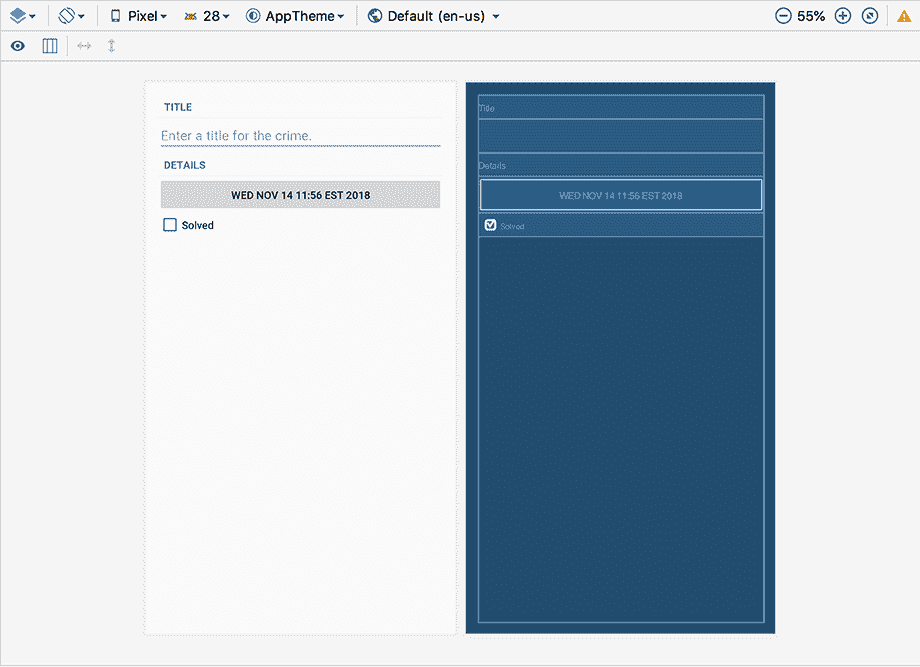 Pixel 28 AppTheme Default (en-us) 55%
TITLE
Enter a title for the crime.
DETAILS
WED NOV 14 11:56 EST 2018
Solved
Title
Details
WED NOV 14 11:56 EST 2018
Solved